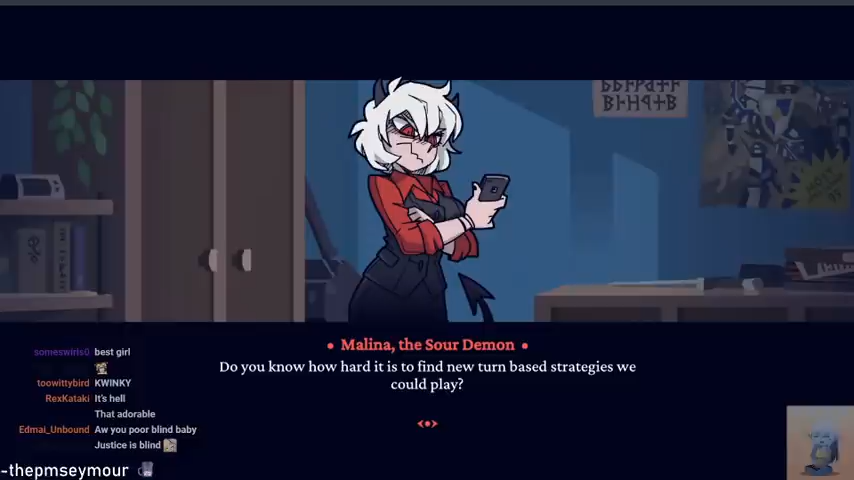 Malina, the Sour Demon
Do you know how hard it is to find new turn based strategies we
could play?
someswirls0 best girl
toowittybird KWINKY
RexKataki It's hell
That adorable
Edmai_Unbound Aw you poor blind baby
Justice is blind
-thepmseymour